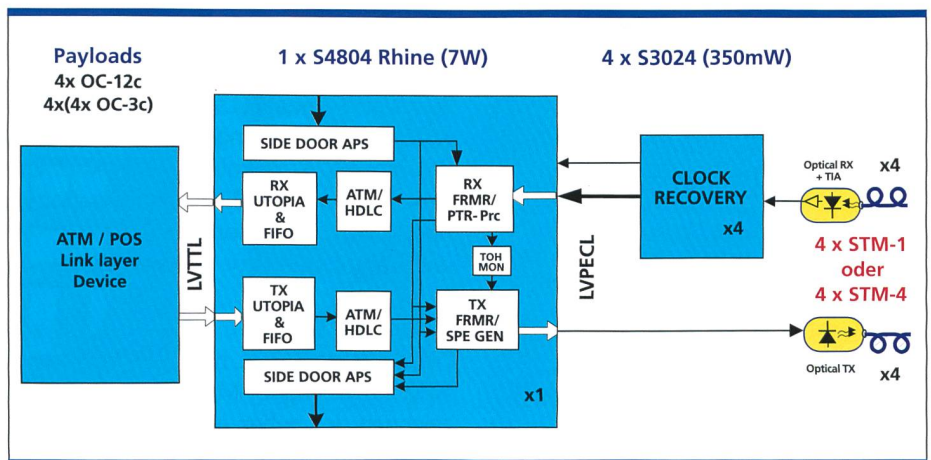 Payloads
4x OC-12c
4x(4x OC-3c)
1 x S4804 Rhine (7W)
4 x S3024 (350mW)
ATM / POS
Link layer
Device
LVTTL
SIDE DOOR APS
RX
UTOPIA
&
FIFO
ATM/
HDLC
RX
FRMR/
PTR- Prc
TOH
MON
TX
UTOPIA
&
FIFO
ATM/
HDLC
TX
FRMR/
SPE GEN
SIDE DOOR APS
x1
LVPECL
CLOCK
RECOVERY
x4
Optical RX
+ TIA
x4
4 x STM-1
oder
4 x STM-4
Optical TX
x4